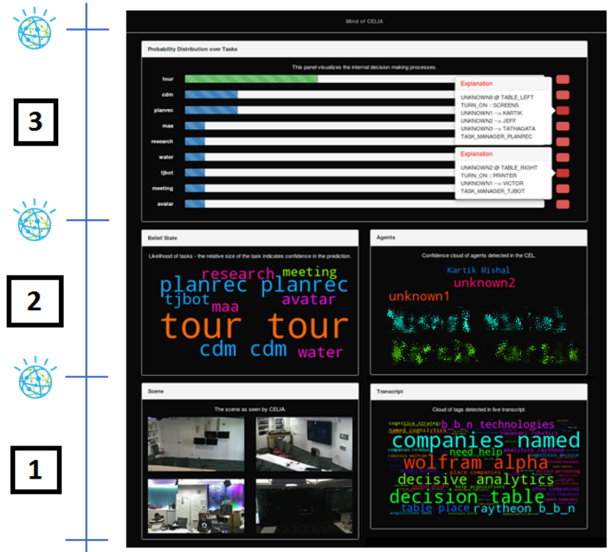 Mind of CELIA
Probability Distribution over Tasks
This panel visualizes the internal decision making processes.
tour
cdm
planrec
maa
research
water
tjbot
meeting
avatar
Explanation
UNKNOWN5 @ TABLE_LEFT
TURN_ON :: SCREENS
UNKNOWN1 --> KARTIK
UNKNOWN2 --> JEFF
UNKNOWN3 --> TATHAGATA
TASK_MANAGER_PLANREC
Explanation
UNKNOWN2 @ TABLE_RIGHT
TURN_ON :: PRINTER
UNKNOWN1 --> VICTOR
TASK_MANAGER_TJBOT
3
Belief State
Likelihood of tasks - the relative size of the task indicates confidence in the prediction.
research meeting
planrec planrec
tjbot maa avatar
tour tour
cdm cdm water
Agents
Confidence cloud of agents detected in the CEL.
Kartik Mishal
unknown2
unknown1
2
Scene
The scene as seen by CELIA.
Transcript
Cloud of tags detected in live transcript.
b_b_n technologies
companies named
need help
wolfram alpha
decisive analytics
decision table
table place raytheon b_b_n
1